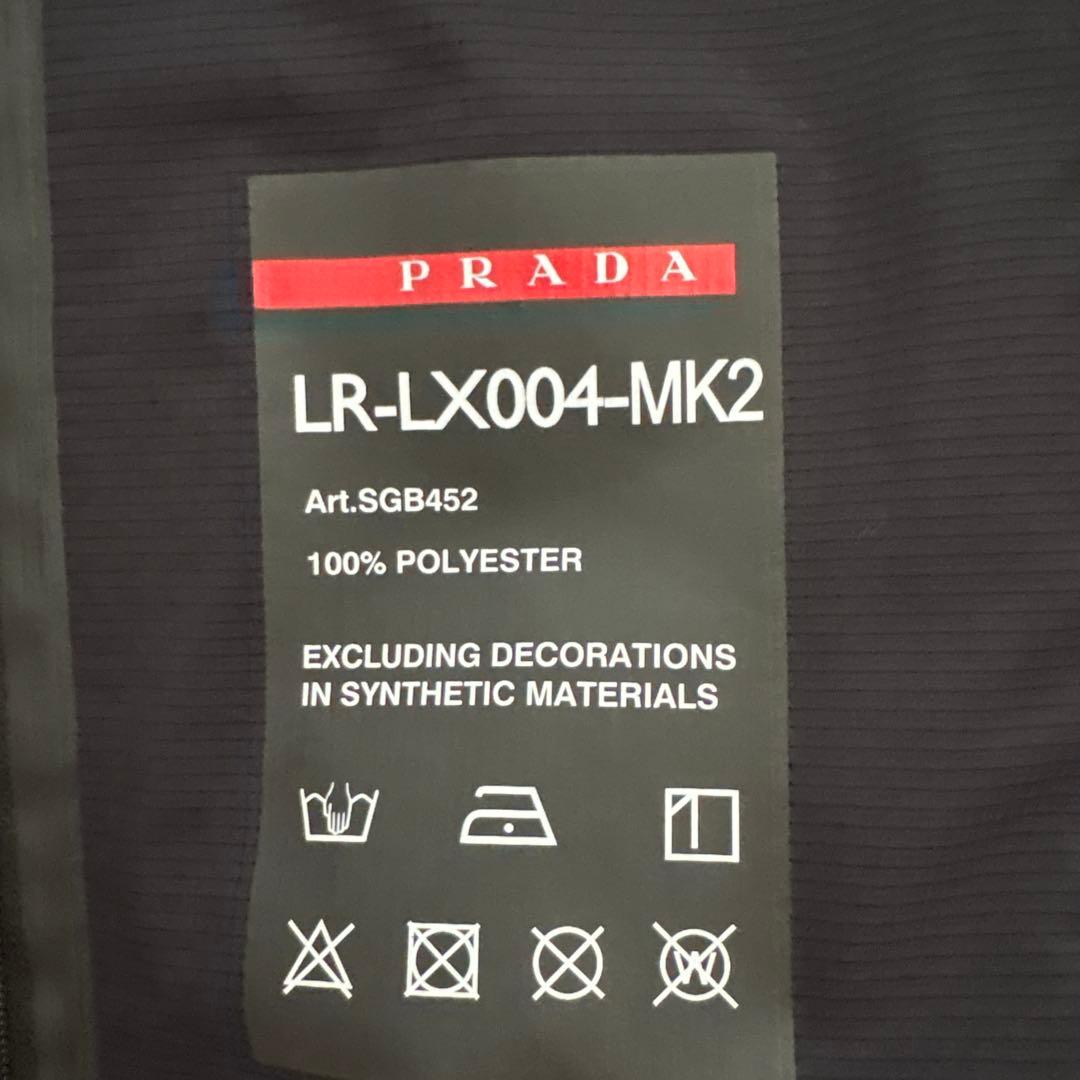 PRADA
LR-LX004-MK2
Art.SGB452
100% POLYESTER
EXCLUDING DECORATIONS
IN SYNTHETIC MATERIALS
W